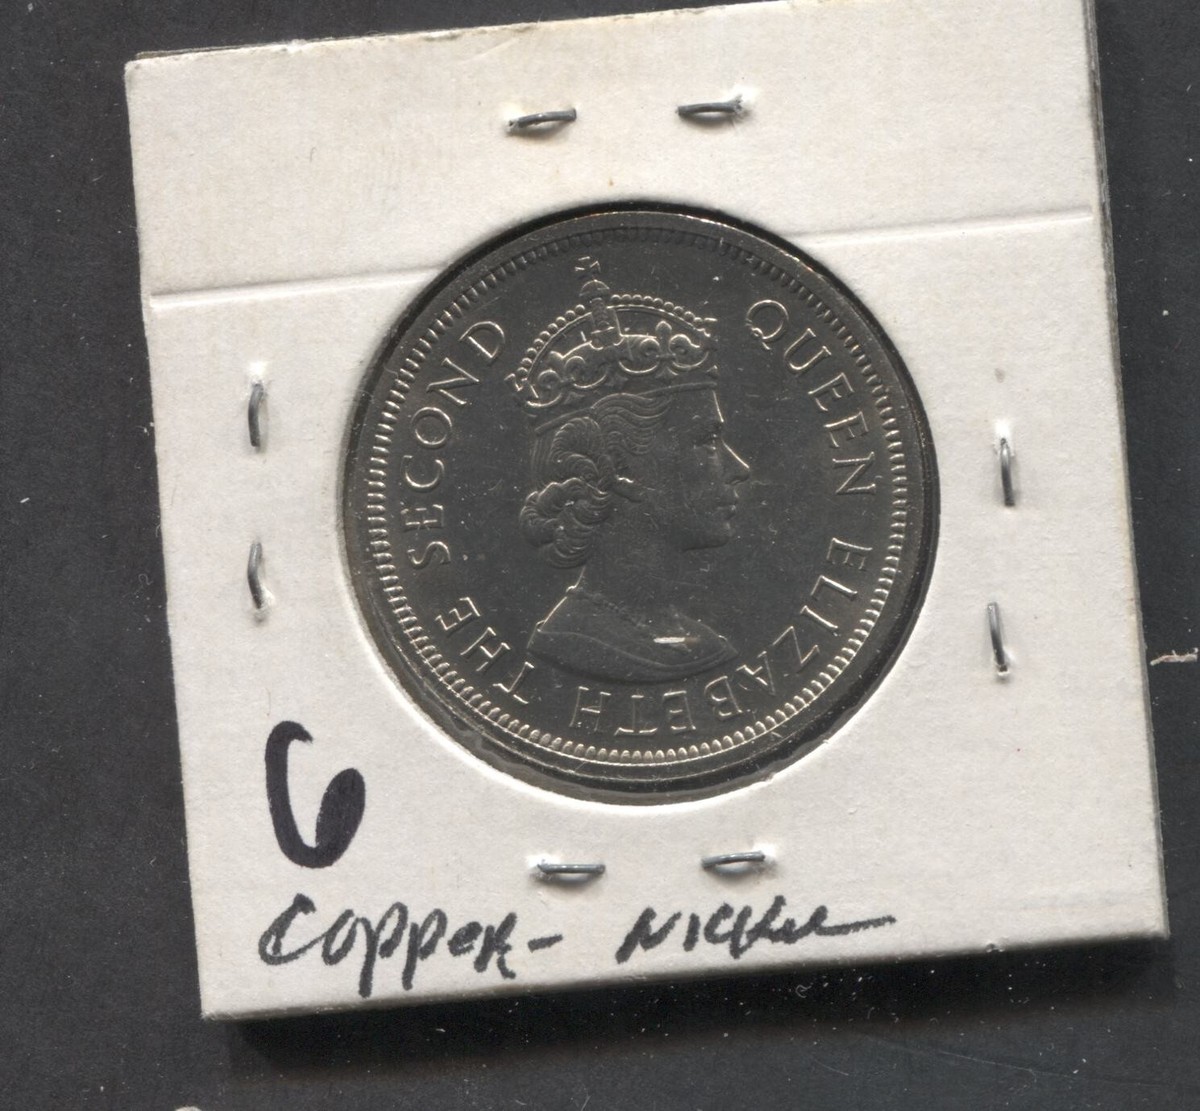 QUEEN ELIZABETH THE SECOND
6
COPPER- NICKEL